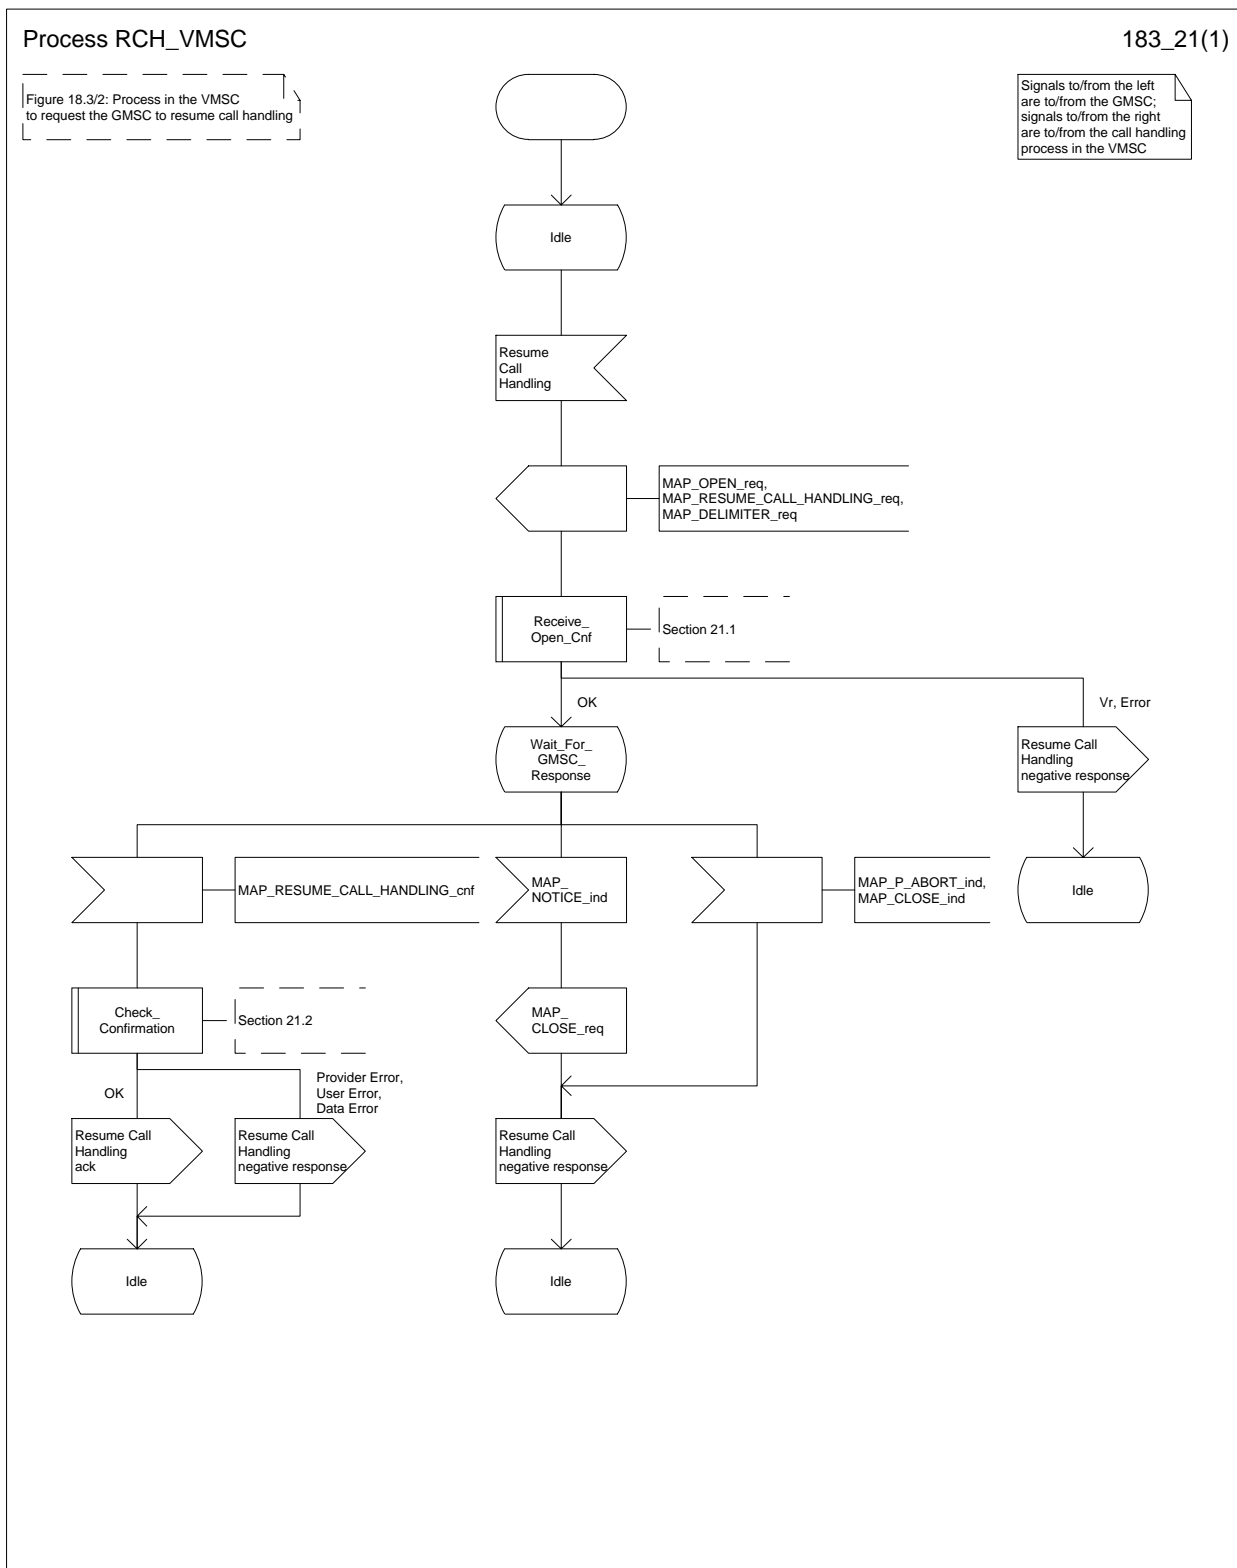 Process RCH_VMSC
183_21(1)
Figure 18.3/2: Process in the VMSC
to request the GMSC to resume call handling
Signals to/from the left
are to/from the GMSC;
signals to/from the right
are to/from the call handling
process in the VMSC
Idle
Resume
Call
Handling
MAP_OPEN_req,
MAP_RESUME_CALL_HANDLING_req,
MAP_DELIMITER_req
Receive_
Open_Cnf
Section 21.1
OK
Vr, Error
Wait_For_
GMSC_
Response
Resume Call
Handling
negative response
MAP_RESUME_CALL_HANDLING_cnf
MAP_
NOTICE_ind
MAP_P_ABORT_ind,
MAP_CLOSE_ind
Idle
Check_
Confirmation
Section 21.2
MAP_
CLOSE_req
OK
Provider Error,
User Error,
Data Error
Resume Call
Handling
ack
Resume Call
Handling
negative response
Resume Call
Handling
negative response
Idle
Idle